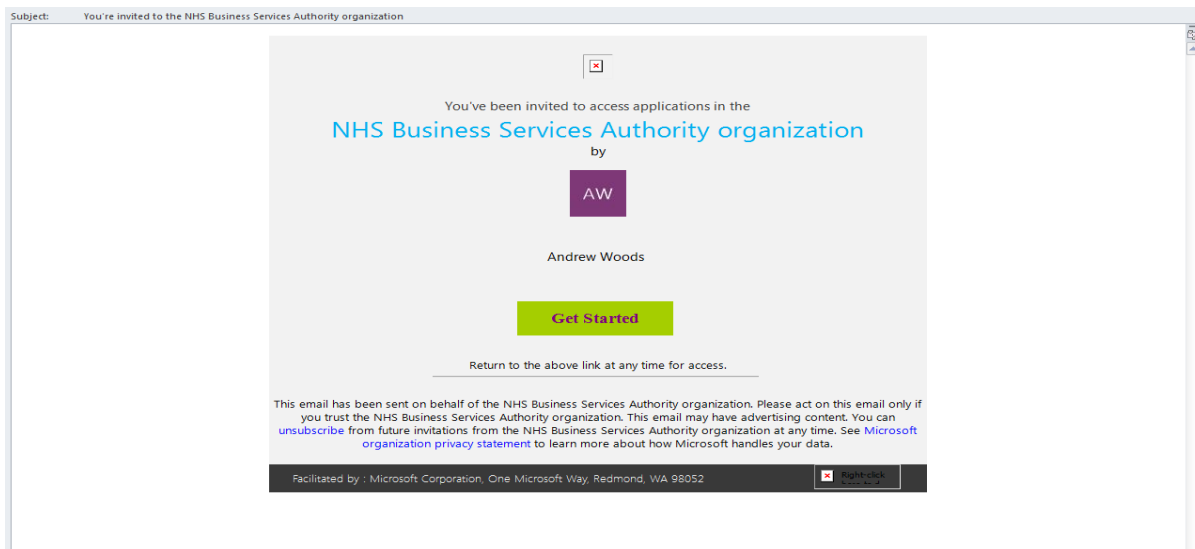 Subject: You're invited to the NHS Business Services Authority organization
You've been invited to access applications in the
NHS Business Services Authority organization
by
AW
Andrew Woods
Get Started
Return to the above link at any time for access.
This email has been sent on behalf of the NHS Business Services Authority organization. Please act on this email only if
you trust the NHS Business Services Authority organization. This email may have advertising content. You can
unsubscribe from future invitations from the NHS Business Services Authority organization at any time. See Microsoft
organization privacy statement to learn more about how Microsoft handles your data.
Facilitated by : Microsoft Corporation, One Microsoft Way, Redmond, WA 98052
Right-click